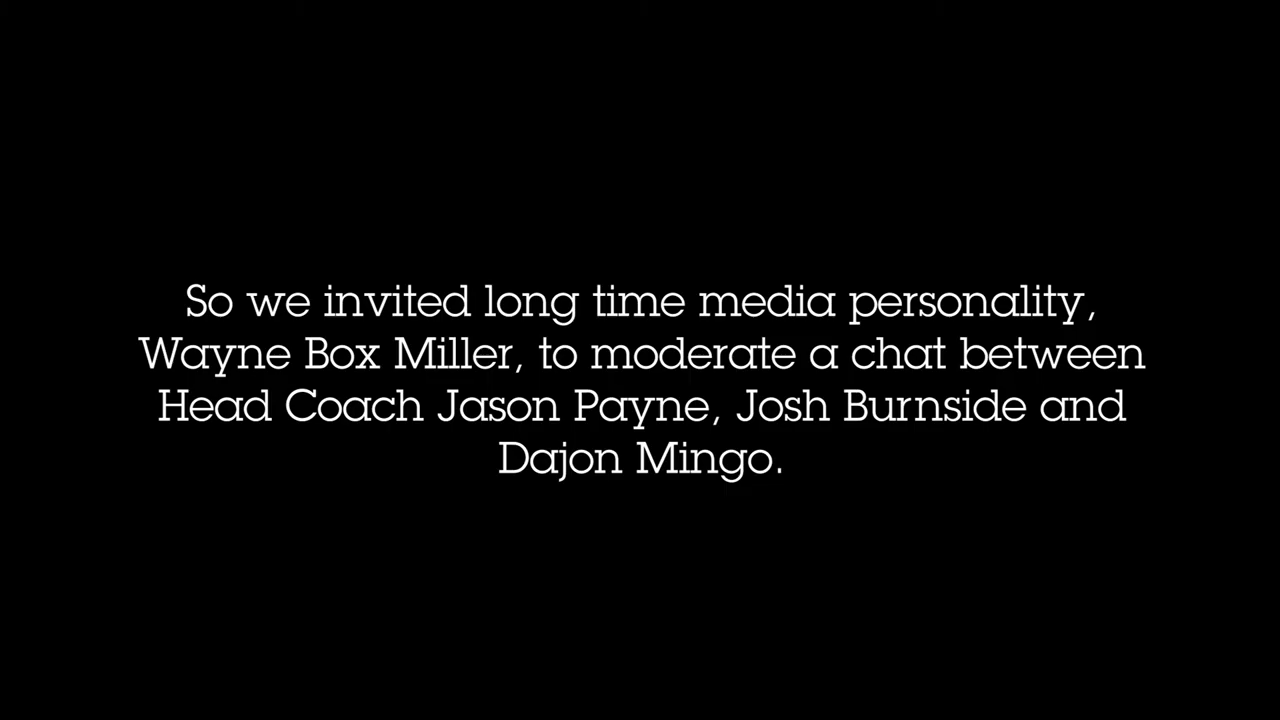 So we invited long time media personality,
Wayne Box Miller, to moderate a chat between
Head Coach Jason Payne, Josh Burnside and
Dajon Mingo.